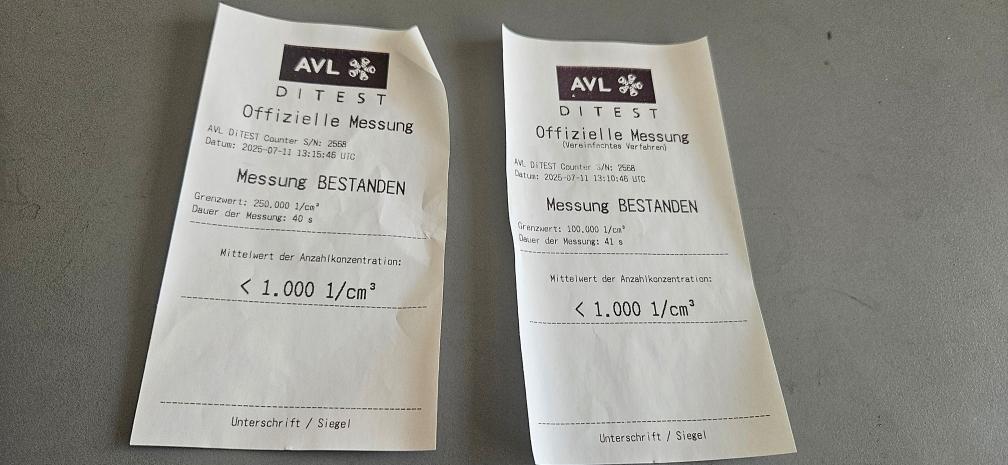 AVL
DITEST
Offizielle Messung
AVL DiTEST Counter S/N: 2568
Datum: 2025-07-11 13:15:46 UTC
Messung BESTANDEN
Grenzwert: 250.000 1/cm³
Dauer der Messung: 40 s
Mittelwert der Anzahlkonzentration:
< 1.000 1/cm³
Unterschrift / Siegel
AVL
DITEST
Offizielle Messung
(Vereinfachtes Verfahren)
AVL DiTEST Counter S/N: 2568
Datum: 2025-07-11 13:10:46 UTC
Messung BESTANDEN
Grenzwert: 100.000 1/cm³
Dauer der Messung: 41 s
Mittelwert der Anzahlkonzentration:
< 1.000 1/cm³
Unterschrift / Siegel